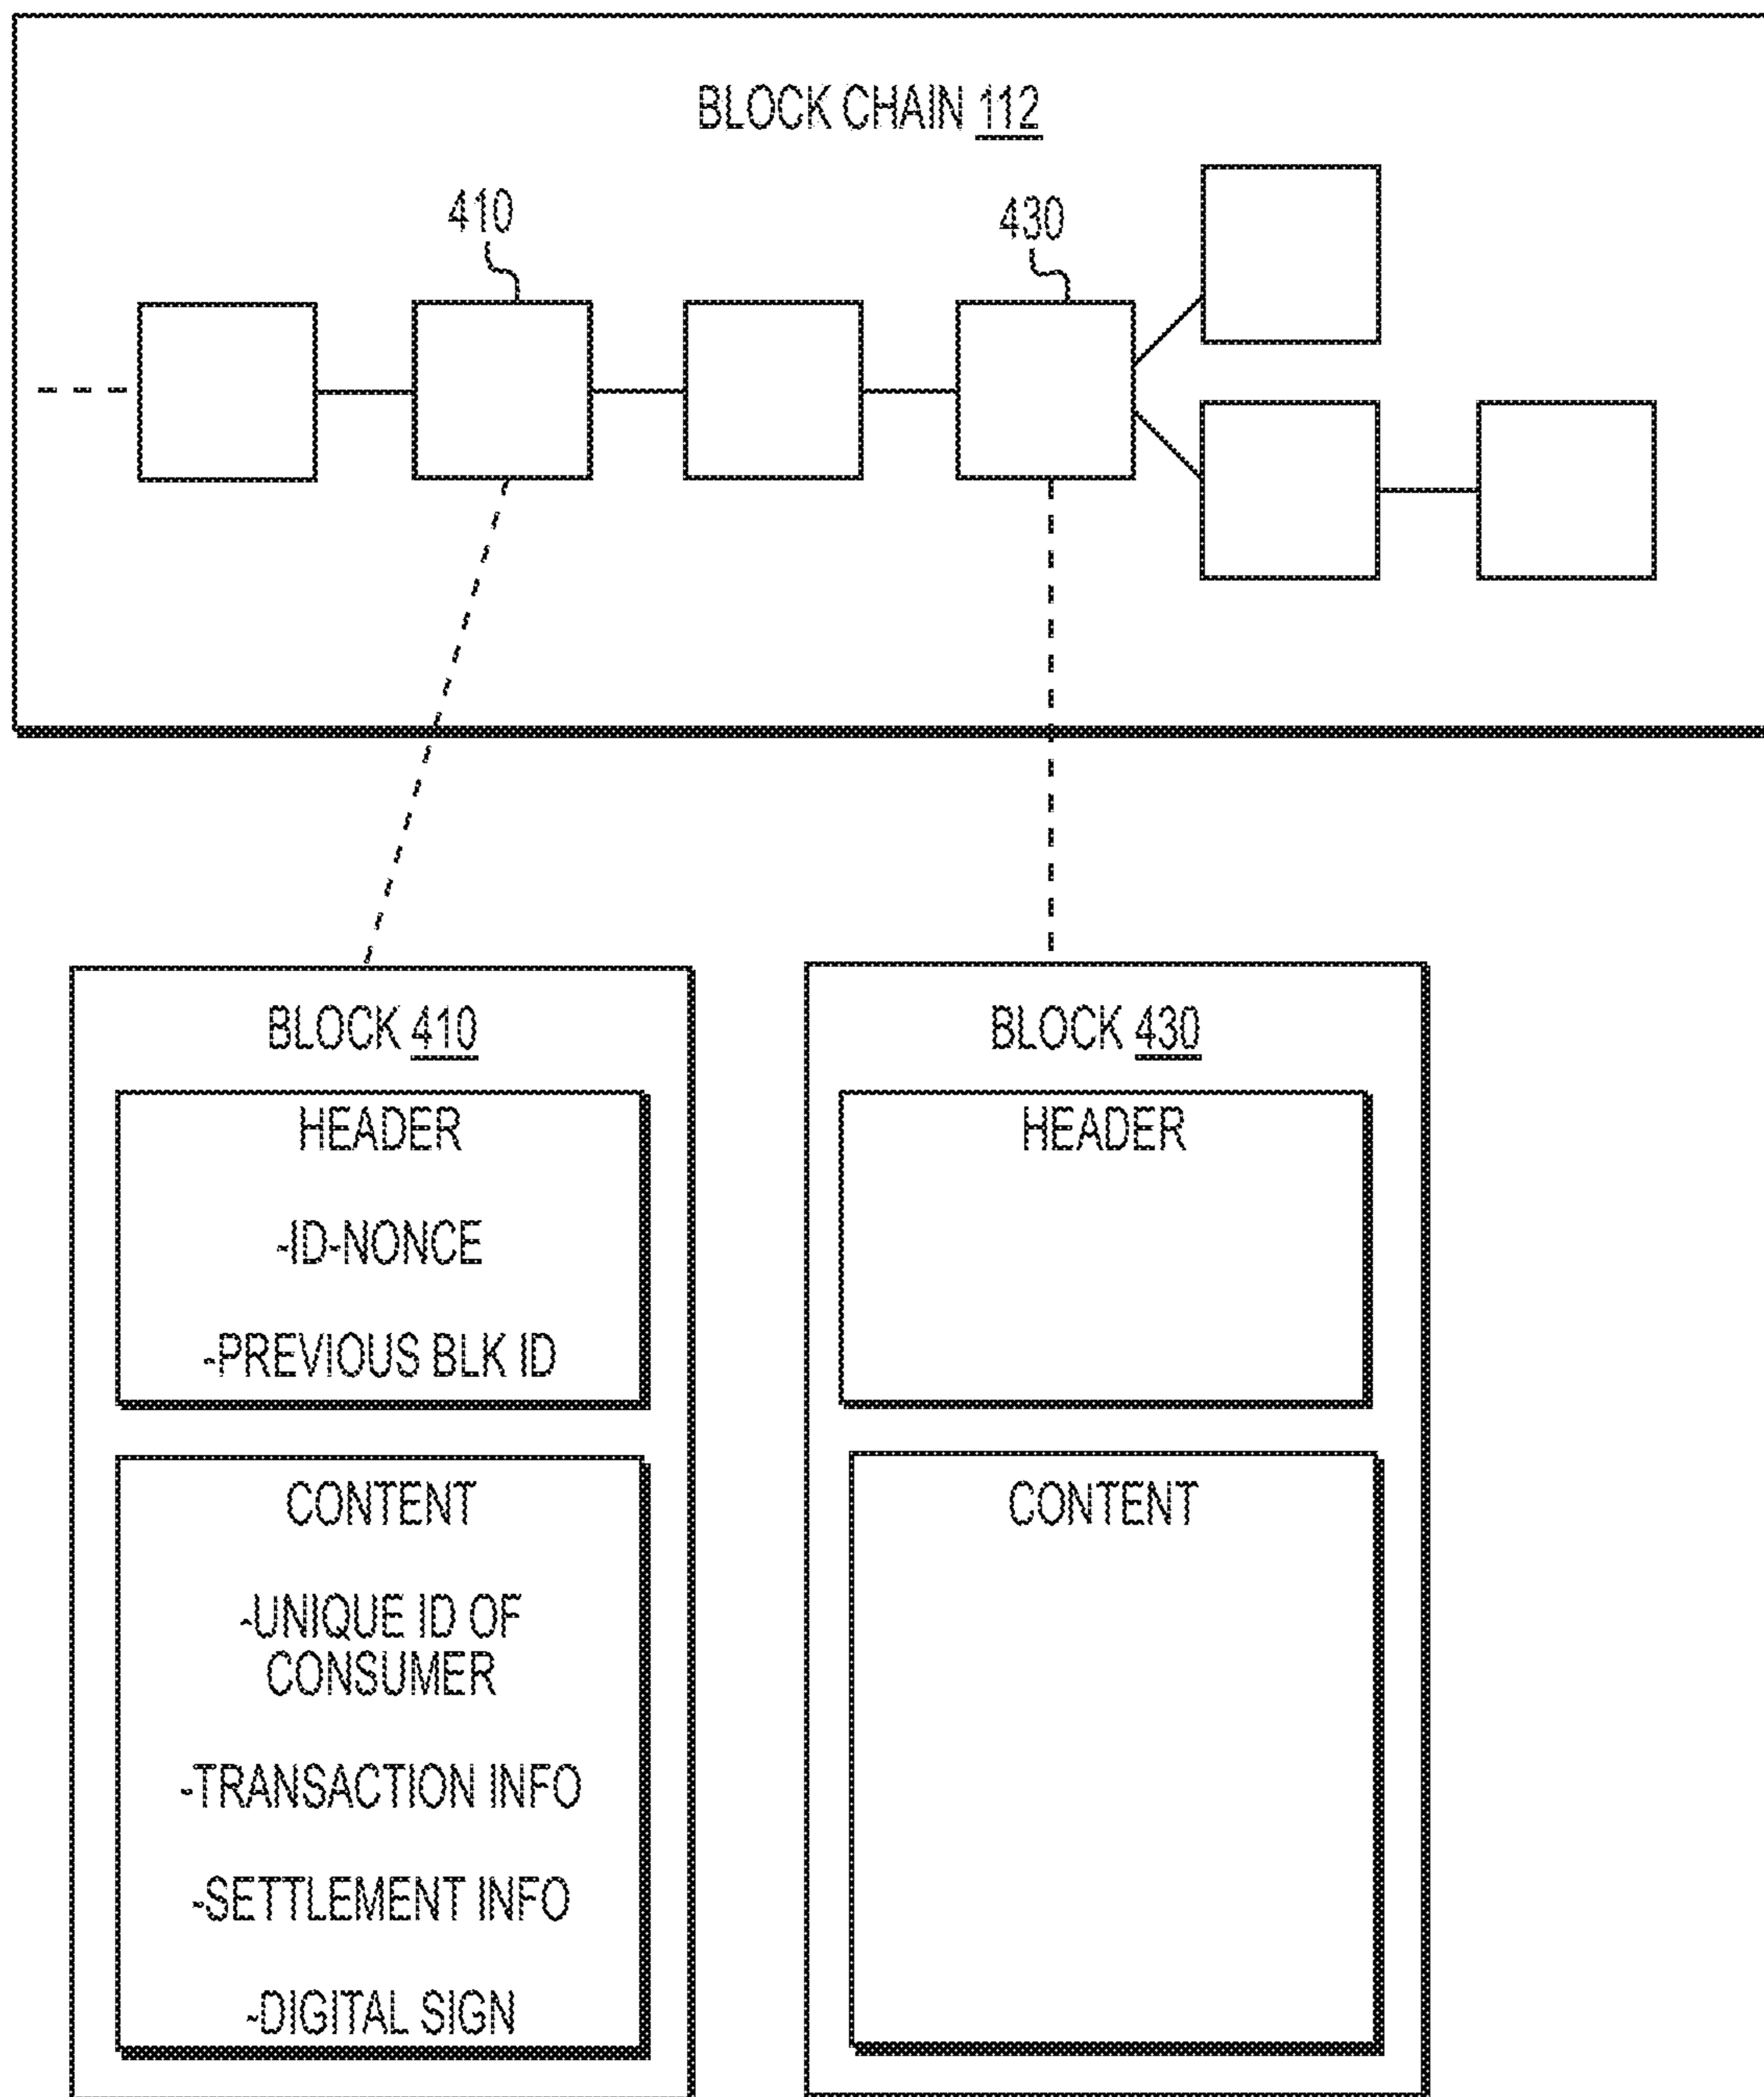 BLOCK CHAIN 112
410
430
BLOCK 410
HEADER
-ID-NONCE
-PREVIOUS BLK ID
CONTENT
-UNIQUE ID OF
CONSUMER
-TRANSACTION INFO
-SETTLEMENT INFO
-DIGITAL SIGN
BLOCK 430
HEADER
CONTENT